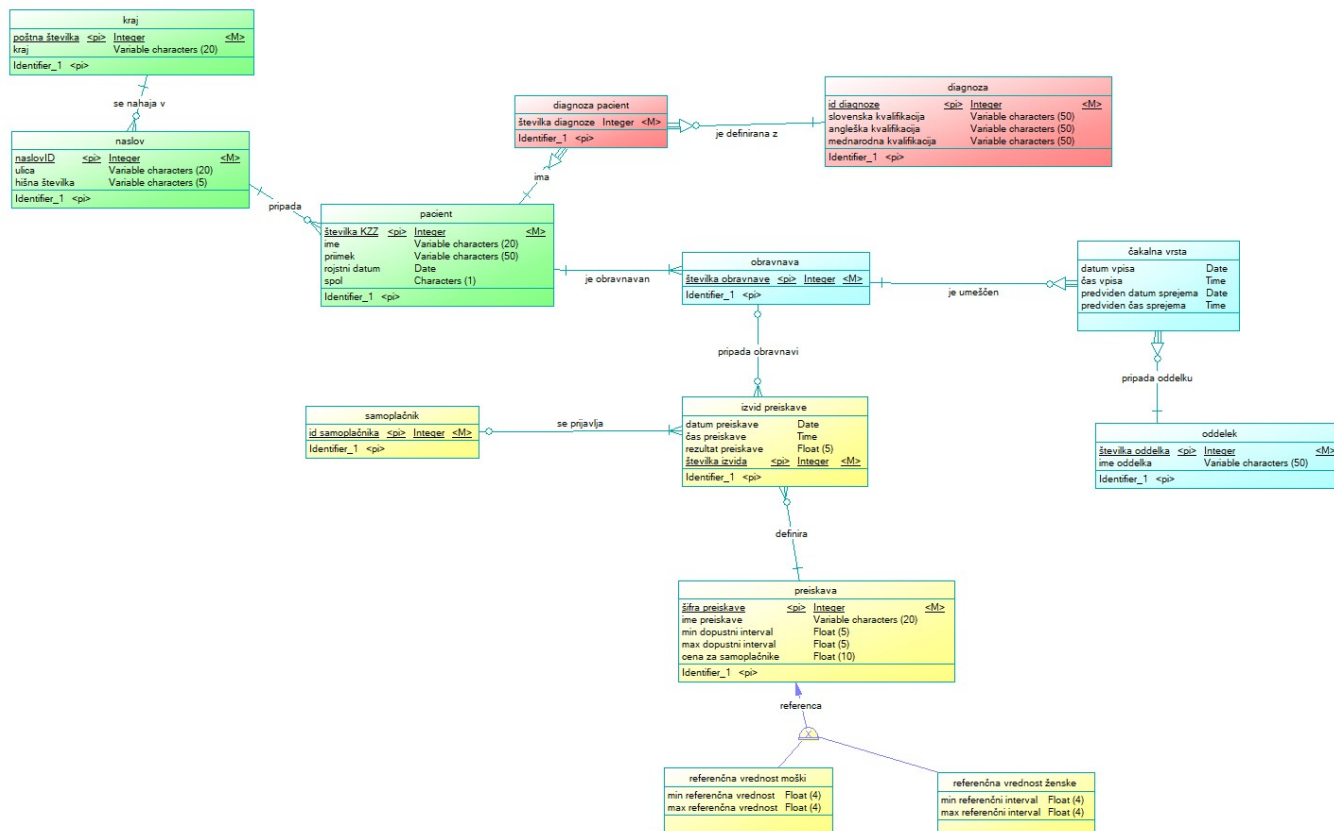 kraj
poštna številka <pi> Integer <M>
kraj Variable characters (20)
Identifier_1 <pi>
se nahaja v
naslov
naslovID <pi> Integer <M>
ulica Variable characters (20)
hišna številka Variable characters (5)
Identifier_1 <pi>
pripada
diagnoza pacient
številka diagnoze Integer <M>
Identifier_1 <pi>
je definirana z
diagnoza
id diagnoze <pi> Integer <M>
slovenska kvalifikacija Variable characters (50)
angleška kvalifikacija Variable characters (50)
mednarodna kvalifikacija Variable characters (50)
Identifier_1 <pi>
ima
pacient
številka KZZ <pi> Integer <M>
ime Variable characters (20)
priimek Variable characters (50)
rojstni datum Date
spol Characters (1)
Identifier_1 <pi>
je obravnavan
obravnava
številka obravnave <pi> Integer <M>
Identifier_1 <pi>
je umeščen
čakalna vrsta
datum vpisa Date
čas vpisa Time
predviden datum sprejema Date
predviden čas sprejema Time
pripada obravnavi
pripada oddelku
samoplačnik
id samoplačnika <pi> Integer <M>
Identifier_1 <pi>
se prijavlja
izvid preiskave
datum preiskave Date
čas preiskave Time
rezultat preiskave Float (5)
številka izvida <pi> Integer <M>
Identifier_1 <pi>
oddelek
številka oddelka <pi> Integer <M>
ime oddelka Variable characters (50)
Identifier_1 <pi>
definira
preiskava
šifra preiskave <pi> Integer <M>
ime preiskave Variable characters (20)
min dopustni interval Float (5)
max dopustni interval Float (5)
cena za samoplačnike Float (10)
Identifier_1 <pi>
referenca
referenčna vrednost moški
min referenčna vrednost Float (4)
max referenčna vrednost Float (4)
referenčna vrednost ženske
min referenčni interval Float (4)
max referenčni interval Float (4)